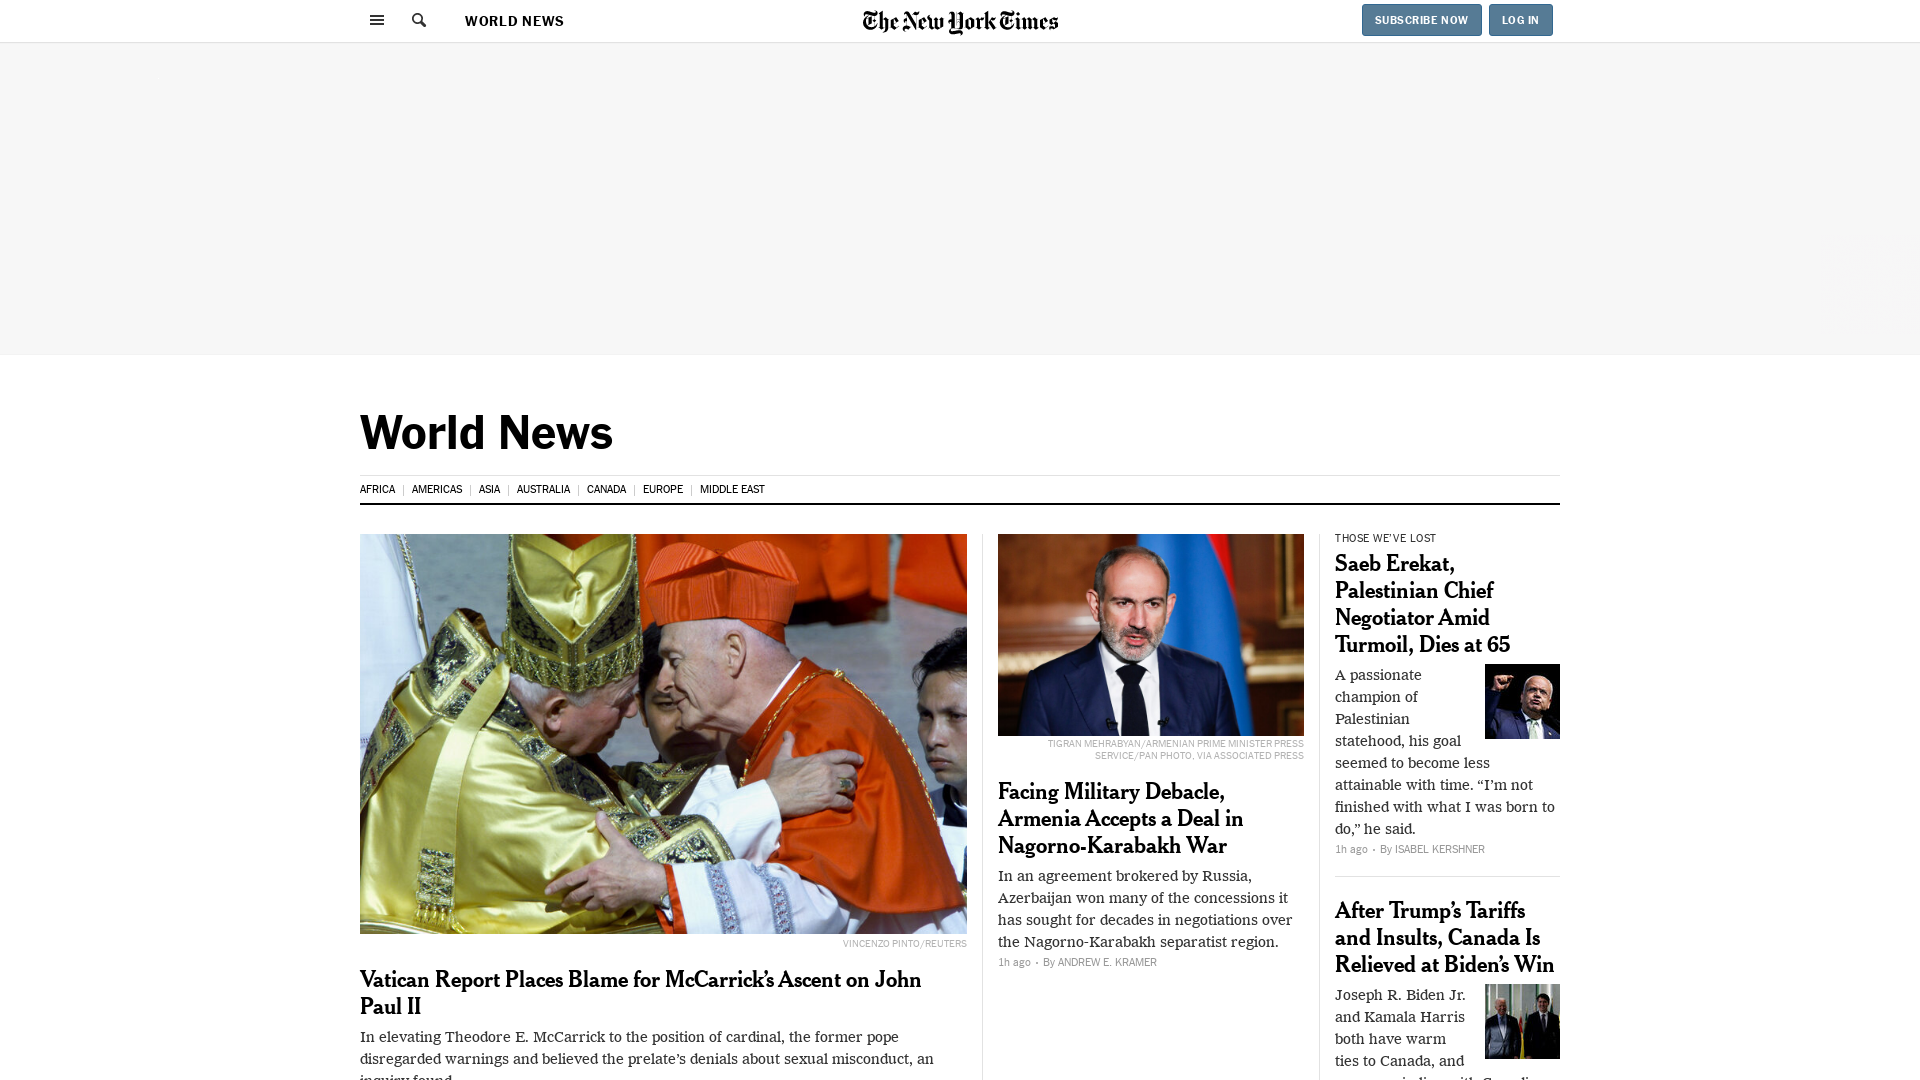 WORLD NEWS
The New York Times
SUBSCRIBE NOW
LOG IN
World News
AFRICA
AMERICAS
ASIA
AUSTRALIA
CANADA
EUROPE
MIDDLE EAST
VINCENZO PINTO/REUTERS
Vatican Report Places Blame for McCarrick’s Ascent on John
Paul II
In elevating Theodore E. McCarrick to the position of cardinal, the former pope
disregarded warnings and believed the prelate’s denials about sexual misconduct, an
inquiry found.
TIGRAN MEHRABYAN/ARMENIAN PRIME MINISTER PRESS
SERVICE/PAN PHOTO, VIA ASSOCIATED PRESS
Facing Military Debacle,
Armenia Accepts a Deal in
Nagorno-Karabakh War
In an agreement brokered by Russia,
Azerbaijan won many of the concessions it
has sought for decades in negotiations over
the Nagorno-Karabakh separatist region.
1h ago · By ANDREW E. KRAMER
THOSE WE’VE LOST
Saeb Erekat,
Palestinian Chief
Negotiator Amid
Turmoil, Dies at 65
A passionate
champion of
Palestinian
statehood, his goal
seemed to become less
attainable with time. “I’m not
finished with what I was born to
do,” he said.
1h ago · By ISABEL KERSHNER
After Trump’s Tariffs
and Insults, Canada Is
Relieved at Biden’s Win
Joseph R. Biden Jr.
and Kamala Harris
both have warm
ties to Canada, and